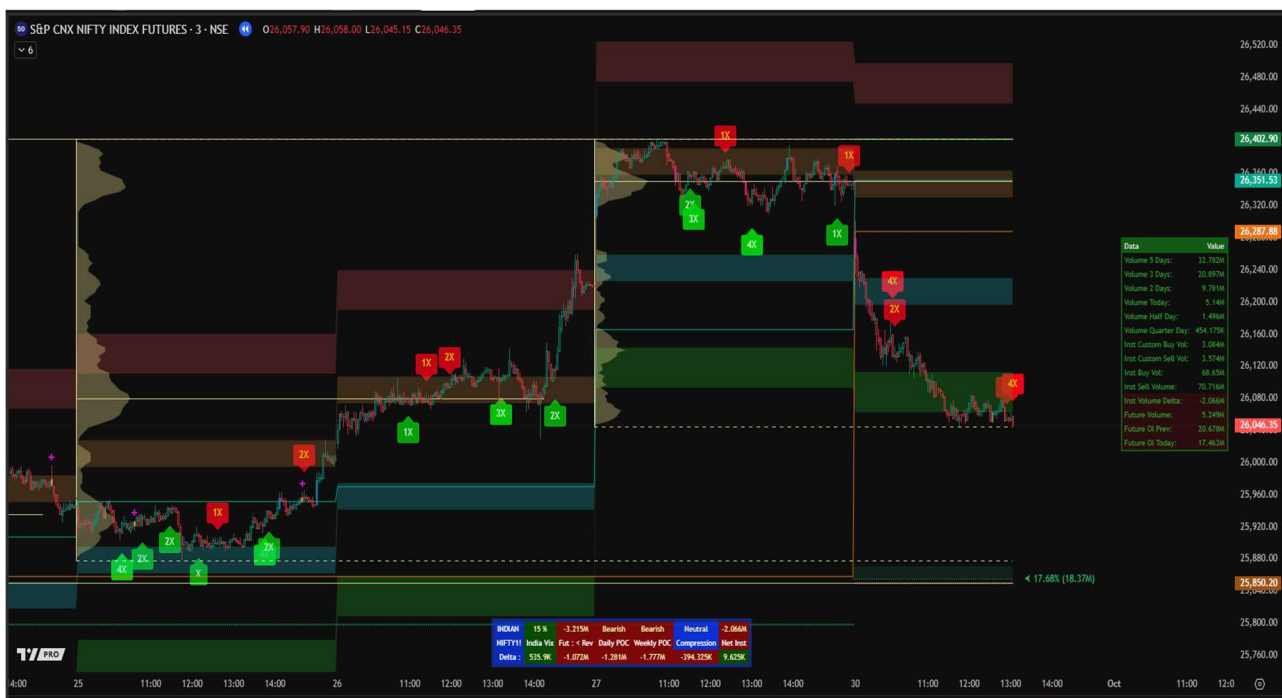 S&P CNX NIFTY INDEX FUTURES · 3 · NSE O26,057.90 H26,058.00 L26,045.15 C26,046.35
6
26,520.00
26,480.00
26,440.00
26,402.90
26,360.00
26,351.53
26,320.00
26,287.88
26,240.00
26,200.00
26,160.00
26,120.00
26,080.00
26,046.35
26,000.00
25,960.00
25,920.00
25,880.00
25,850.20
25,840.00
25,800.00
25,760.00
1X
1X
2X
3X
4X
1X
4X
2X
4X
1X
2X
1X
3X
2X
2X
1X
2X
4X
2X
X
2X
Data Value
Volume 5 Days: 32.782M
Volume 3 Days: 20.897M
Volume 2 Days: 9.781M
Volume Today: 5.14M
Volume Half Day: 1.496M
Volume Quarter Day: 454.175K
Inst Custom Buy Vol: 3.084M
Inst Custom Sell Vol: 3.574M
Inst Buy Vol: 68.65M
Inst Sell Volume: 70.716M
Inst Volume Delta: -2.066M
Future Volume: 5.249M
Future OI Prev: 20.678M
Future OI Today: 17.463M
17.68% (18.37M)
INDIAN 15 % -3.215M Bearish Bearish Neutral -2.066M
NIFTY1! India Vix Fut : < Rev Daily POC Weekly POC Compression Net Inst
Delta : 535.9K -1.072M -1.281M -1.777M -394.325K 9.625K
PRO
14:00 25 11:00 12:00 13:00 14:00 26 11:00 12:00 13:00 14:00 27 11:00 12:00 13:00 14:00 30 11:00 12:00 13:00 Oct 11:00 12:0